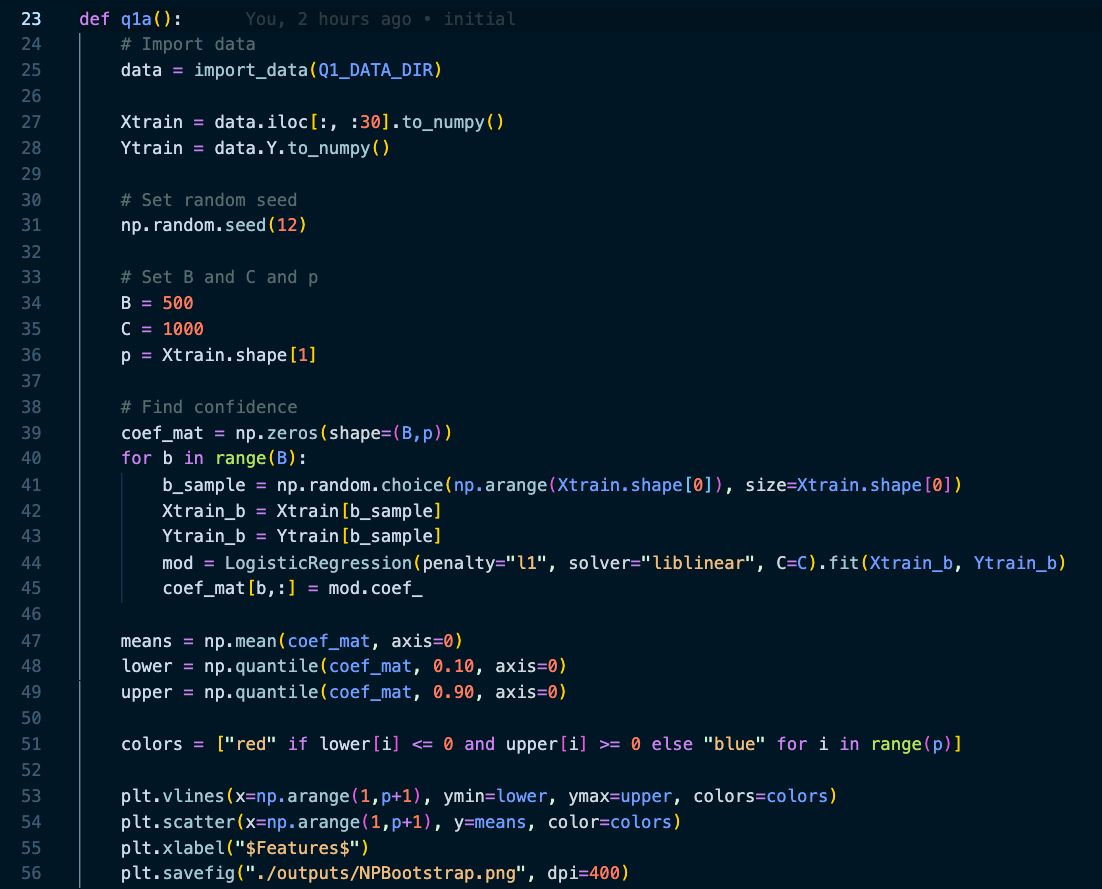 23 def q1a(): You, 2 hours ago • initial
24 # Import data
25 data = import_data(Q1_DATA_DIR)
26
27 Xtrain = data.iloc[:, :30].to_numpy()
28 Ytrain = data.Y.to_numpy()
29
30 # Set random seed
31 np.random.seed(12)
32
33 # Set B and C and p
34 B = 500
35 C = 1000
36 p = Xtrain.shape[1]
37
38 # Find confidence
39 coef_mat = np.zeros(shape=(B,p))
40 for b in range(B):
41 b_sample = np.random.choice(np.arange(Xtrain.shape[0]), size=Xtrain.shape[0])
42 Xtrain_b = Xtrain[b_sample]
43 Ytrain_b = Ytrain[b_sample]
44 mod = LogisticRegression(penalty="l1", solver="liblinear", C=C).fit(Xtrain_b, Ytrain_b)
45 coef_mat[b,:] = mod.coef_
46
47 means = np.mean(coef_mat, axis=0)
48 lower = np.quantile(coef_mat, 0.10, axis=0)
49 upper = np.quantile(coef_mat, 0.90, axis=0)
50
51 colors = ["red" if lower[i] <= 0 and upper[i] >= 0 else "blue" for i in range(p)]
52
53 plt.vlines(x=np.arange(1,p+1), ymin=lower, ymax=upper, colors=colors)
54 plt.scatter(x=np.arange(1,p+1), y=means, color=colors)
55 plt.xlabel("$Features$")
56 plt.savefig("./outputs/NPBootstrap.png", dpi=400)